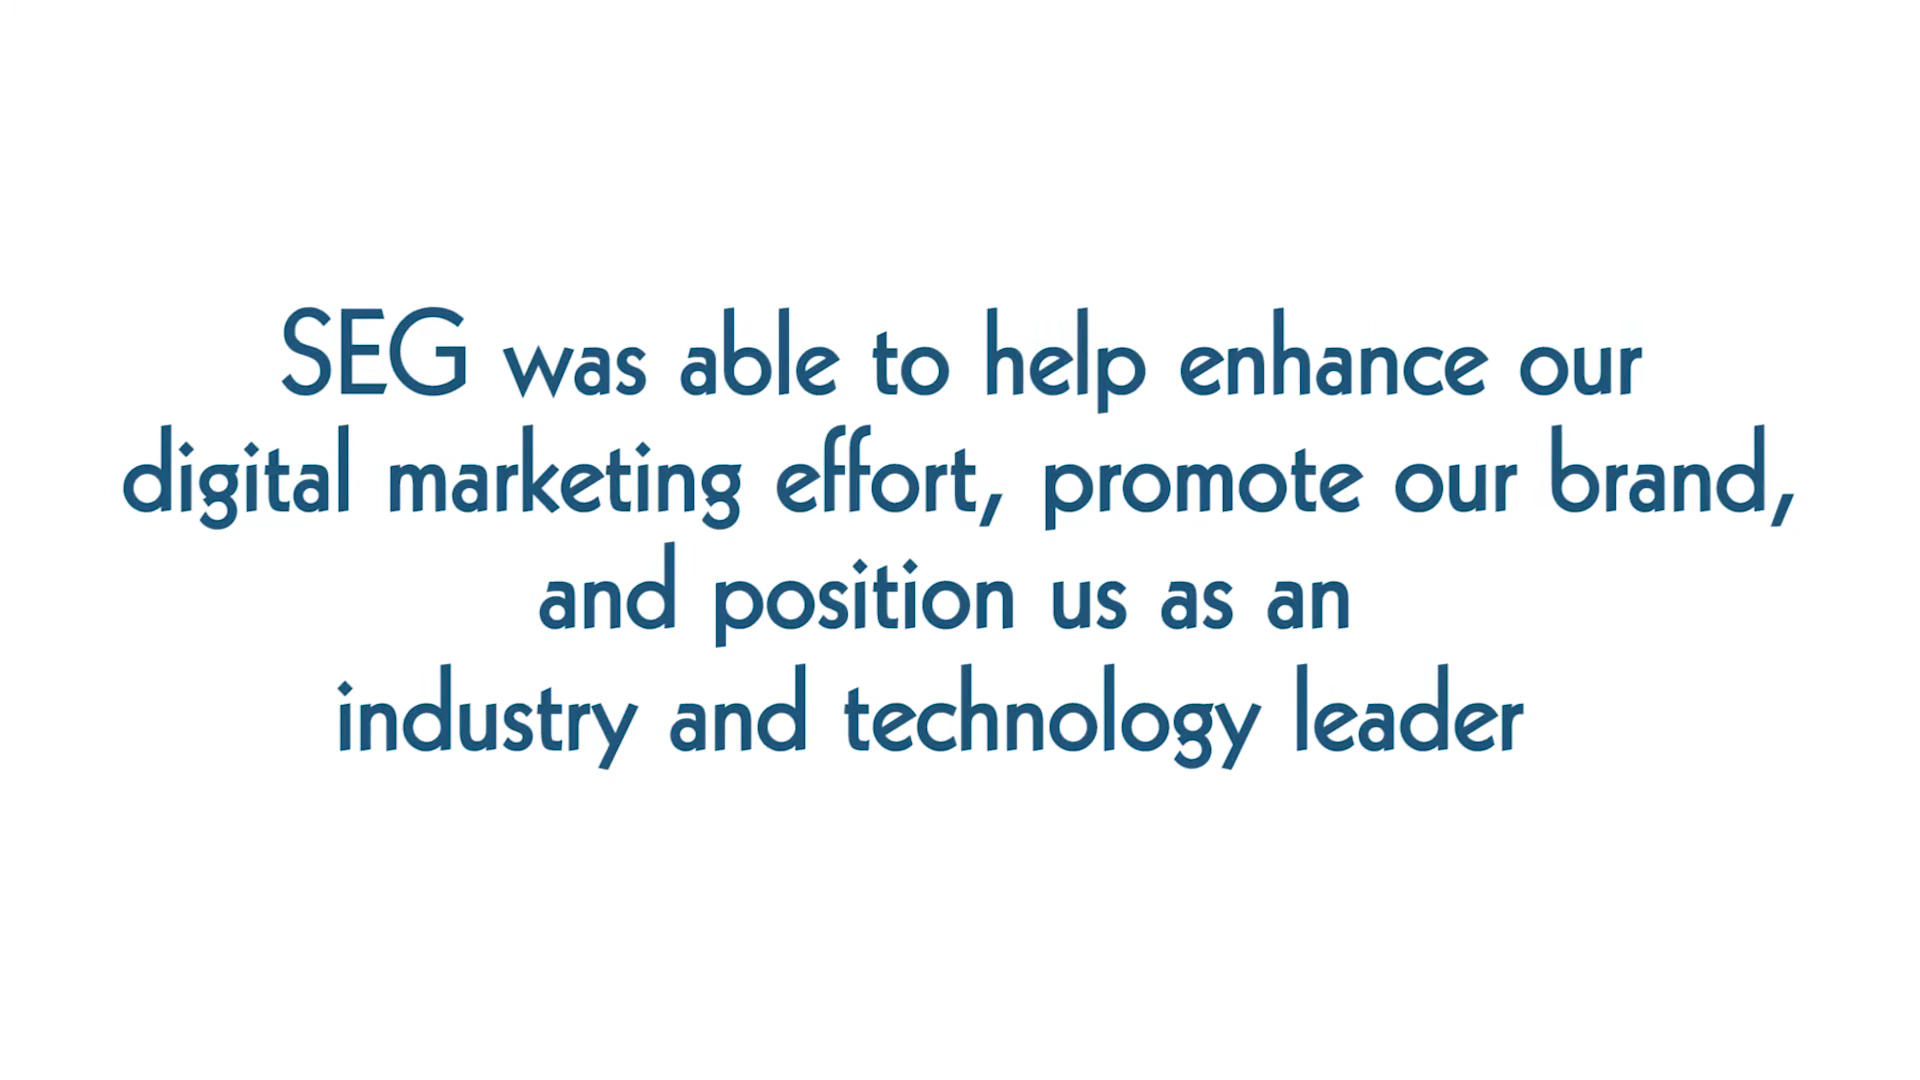 SEG was able to help enhance our
digital marketing effort, promote our brand,
and position us as an
industry and technology leader